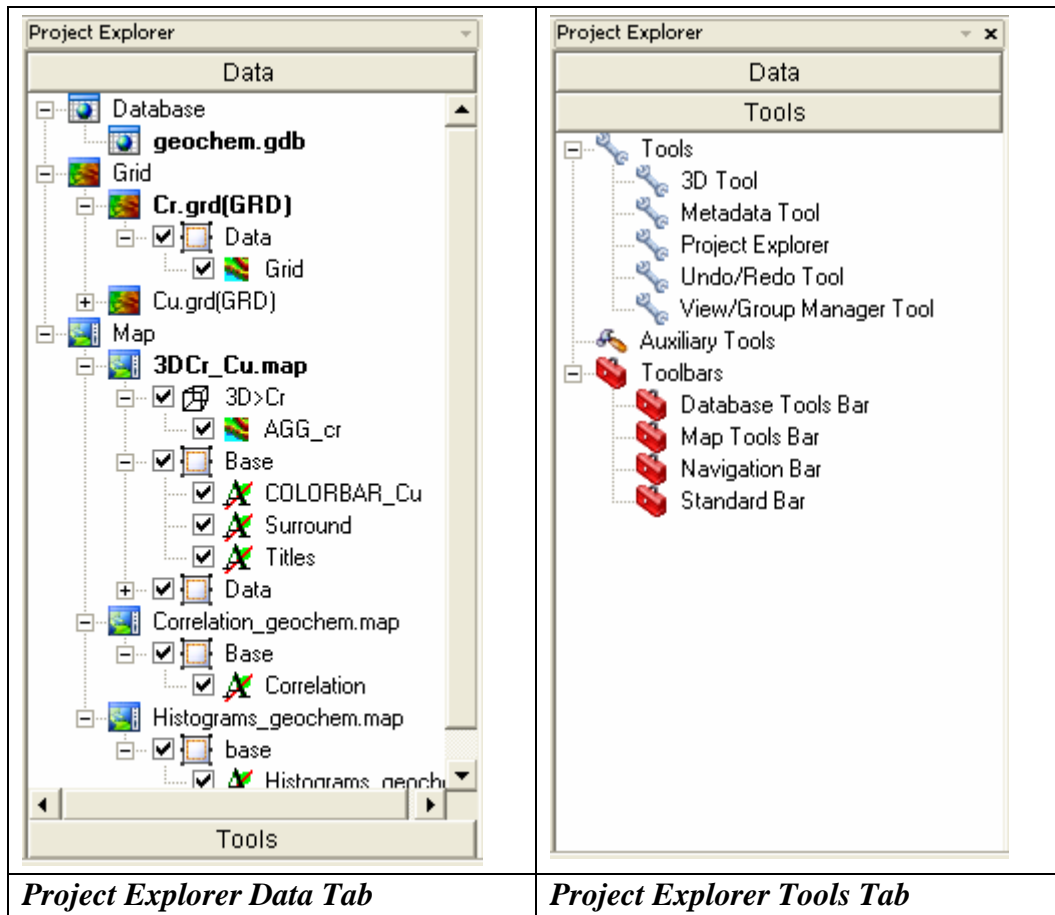 Project Explorer
Data
Database
geochem.gdb
Grid
Cr.grd(GRD)
Data
Grid
Cu.grd(GRD)
Map
3DCr_Cu.map
3D>Cr
AGG_cr
Base
COLORBAR_Cu
Surround
Titles
Data
Correlation_geochem.map
Base
Correlation
Histograms_geochem.map
base
Histograms_geoch
Tools
Project Explorer Data Tab
Project Explorer
Data
Tools
Tools
3D Tool
Metadata Tool
Project Explorer
Undo/Redo Tool
View/Group Manager Tool
Auxiliary Tools
Toolbars
Database Tools Bar
Map Tools Bar
Navigation Bar
Standard Bar
Project Explorer Tools Tab